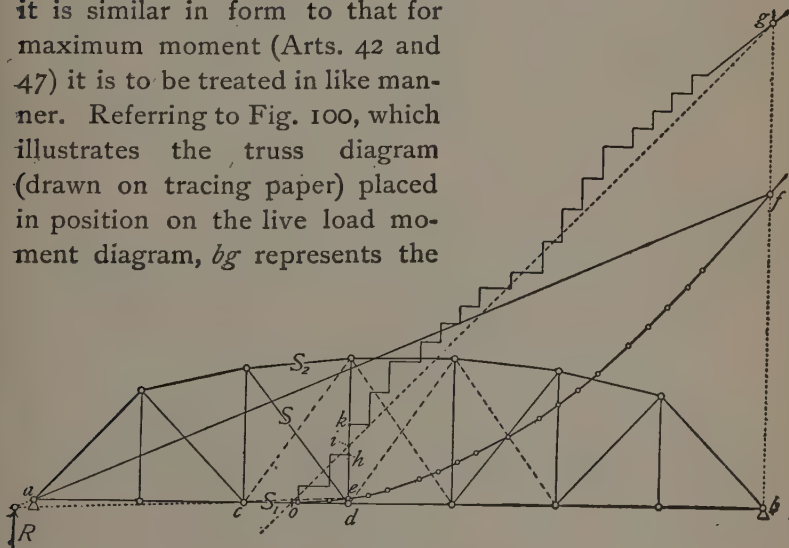 it is similar in form to that for
maximum moment (Arts. 42 and
47) it is to be treated in like man-
ner. Referring to Fig. 100, which
illustrates the truss diagram
(drawn on tracing paper) placed
in position on the live load mo-
ment diagram, bg represents the
g
f
S₂
S
k
i
h
a
c
S₁
o
e
d
b
R